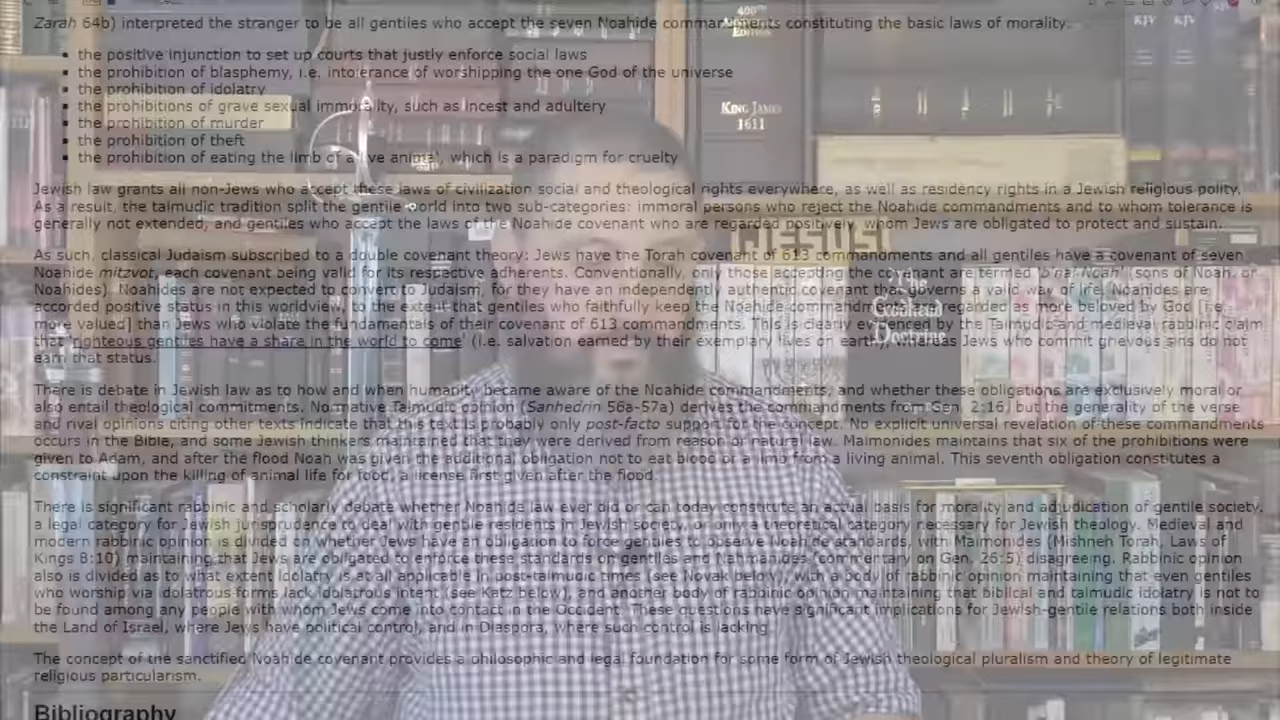 Zarah 64b) interpreted the stranger to be all gentiles who accept the seven Noahide commandments constituting the basic laws of morality.
the positive injunction to set up courts that justly enforce social laws
the prohibition of blasphemy, i.e. intolerance of worshipping the one God of the universe
the prohibition of idolatry
the prohibitions of grave sexual immorality, such as incest and adultery
the prohibition of murder
the prohibition of theft
the prohibition of eating the limb of a live animal, which is a paradigm for cruelty
Jewish law grants all non-Jews who accept these laws of civilization social and theological rights everywhere, as well as residency rights in a Jewish religious polity.
As a result, the talmudic tradition split the gentile world into two sub-categories: immoral persons who reject the Noahide commandments and to whom tolerance is
generally not extended, and gentiles who accept the laws of the Noahide covenant who are regarded positively, whom Jews are obligated to protect and sustain.
As such, classical Judaism subscribed to a double covenant theory: Jews have the Torah covenant of 613 commandments and all gentiles have a covenant of seven
Noahide mitzvot, each covenant being valid for its respective adherents. Conventionally, only those accepting the covenant are termed 'b'nai Noah' (sons of Noah, or
Noahides). Noahides are not expected to convert to Judaism, for they have an independently authentic covenant that governs a valid way of life. Noahides are
accorded positive status in this worldview, to the extent that gentiles who faithfully keep the Noahide commandments regarded as more beloved by God [i.e.
more valued] than Jews who violate the fundamentals of their covenant of 613 commandments. This is clearly evidenced by the Talmudic and medieval rabbinic claim
that 'righteous gentiles have a share in the world to come' (i.e. salvation earned by their exemplary lives on earth), whereas Jews who commit grievous sins do not
earn that status.
There is debate in Jewish law as to how and when humanity became aware of the Noahide commandments, and whether these obligations are exclusively moral or
also entail theological commitments. Normative Talmudic opinion (Sanhedrin 56a-57a) derives the commandments from Gen. 2:16, but the generality of the verse
and rival opinions citing other texts indicate that this text is probably only post-facto support for the concept. No explicit universal revelation of these commandments
occurs in the Bible, and some Jewish thinkers maintained that they were derived from reason or natural law. Maimonides maintains that six of the prohibitions were
given to Adam, and after the flood Noah was given the additional obligation not to eat blood or a limb from a living animal. This seventh obligation constitutes a
constraint upon the killing of animal life for food, a license first given after the flood.
There is significant rabbinic and scholarly debate whether Noahide law ever did or can today constitute an actual basis for morality and adjudication of gentile society,
a legal category for Jewish jurisprudence to deal with gentile residents in Jewish society, or only a theoretical category necessary for Jewish theology. Medieval and
modern rabbinic opinion is divided on whether Jews have an obligation to force gentiles to observe Noahide standards, with Maimonides (Mishneh Torah, Laws of
Kings 8:10) maintaining that Jews are obligated to enforce these standards on gentiles and Nahmanides (commentary on Gen. 26:5) disagreeing. Rabbinic opinion
also is divided as to what extent idolatry is at all applicable in post-talmudic times (see Novak below), with a body of rabbinic opinion maintaining that even gentiles
who worship via idolatrous forms lack idolatrous intent (see Katz below), and another body of rabbinic opinion maintaining that biblical and talmudic idolatry is not to
be found among any people with whom Jews come into contact in the Occident. These questions have significant implications for Jewish-gentile relations both inside
the Land of Israel, where Jews have political control, and in Diaspora, where such control is lacking.
The concept of the sanctified Noahide covenant provides a philosophic and legal foundation for some form of Jewish theological pluralism and theory of legitimate
religious particularism.
Bibliography
400th
EDITION
KING JAMES
1611
KJV KJV
JESUS
Godhead
Doctrine